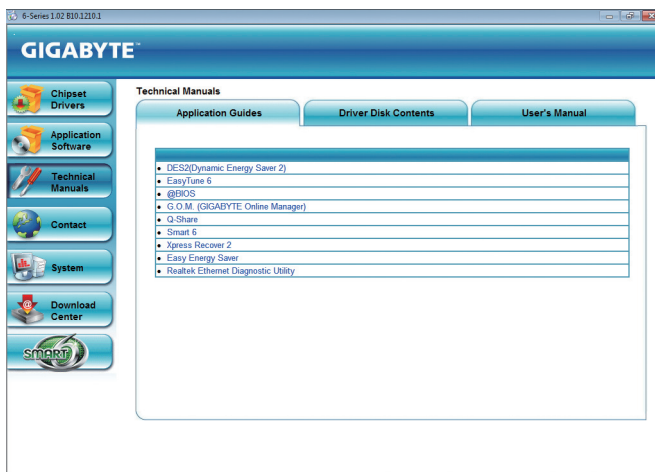 6-Series 1.02 B10.1210.1
GIGABYTE™
Chipset
Drivers
Application
Software
Technical
Manuals
Contact
System
Download
Center
SMART 6
Technical Manuals
Application Guides
Driver Disk Contents
User's Manual
• DES2(Dynamic Energy Saver 2)
• EasyTune 6
• @BIOS
• G.O.M. (GIGABYTE Online Manager)
• Q-Share
• Smart 6
• Xpress Recover 2
• Easy Energy Saver
• Realtek Ethernet Diagnostic Utility